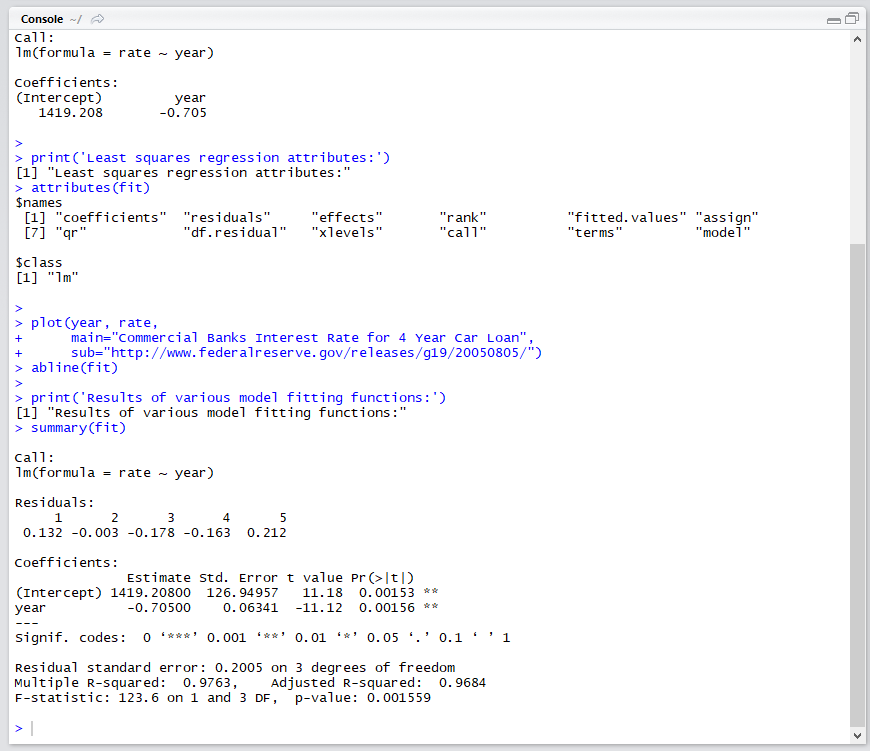 Console ~/
Call:
lm(formula = rate ~ year)
Coefficients:
(Intercept)         year
   1419.208       -0.705
>
> print('Least squares regression attributes:')
[1] "Least squares regression attributes:"
> attributes(fit)
$names
 [1] "coefficients"  "residuals"     "effects"       "rank"          "fitted.values" "assign"
 [7] "qr"            "df.residual"   "xlevels"       "call"          "terms"         "model"
$class
[1] "lm"
>
> plot(year, rate,
+      main="Commercial Banks Interest Rate for 4 Year Car Loan",
+      sub="http://www.federalreserve.gov/releases/g19/20050805/")
> abline(fit)
>
> print('Results of various model fitting functions:')
[1] "Results of various model fitting functions:"
> summary(fit)
Call:
lm(formula = rate ~ year)
Residuals:
     1      2      3      4      5
 0.132 -0.003 -0.178 -0.163  0.212
Coefficients:
              Estimate Std. Error t value Pr(>|t|)
(Intercept) 1419.20800  126.94957   11.18  0.00153 **
year          -0.70500    0.06341  -11.12  0.00156 **
---
Signif. codes:  0 ‘***’ 0.001 ‘**’ 0.01 ‘*’ 0.05 ‘.’ 0.1 ‘ ’ 1
Residual standard error: 0.2005 on 3 degrees of freedom
Multiple R-squared:  0.9763,    Adjusted R-squared:  0.9684
F-statistic: 123.6 on 1 and 3 DF,  p-value: 0.001559
>